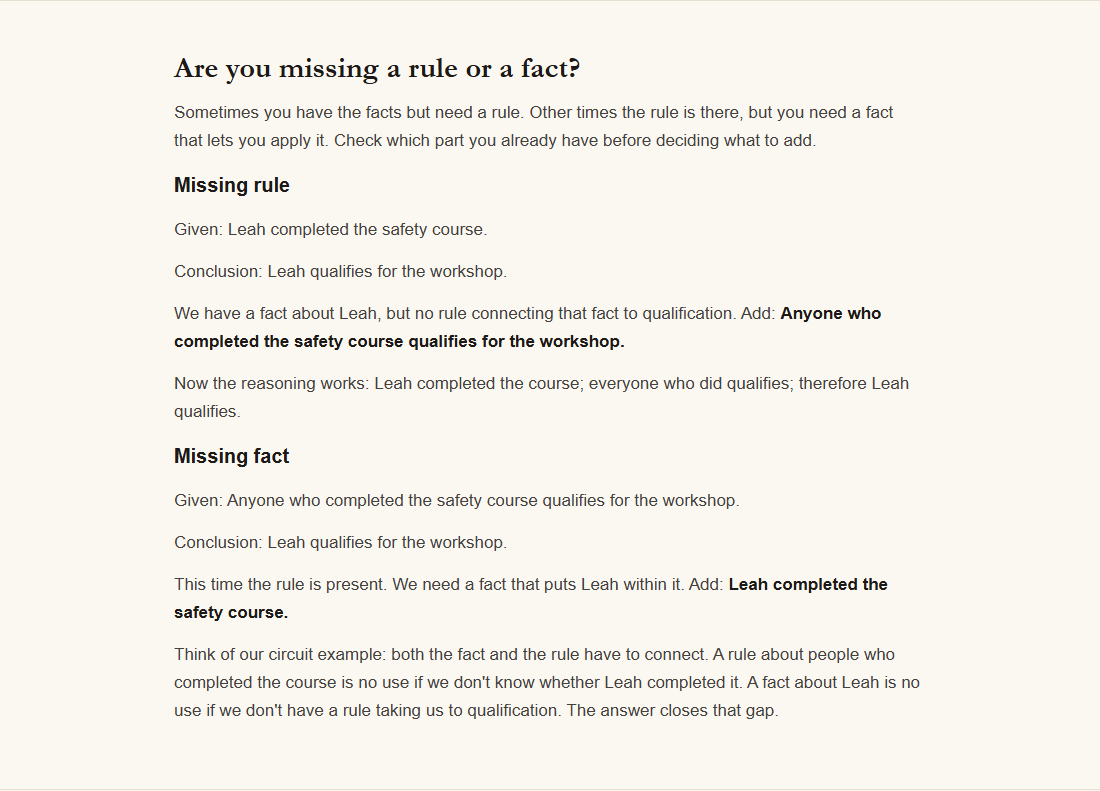 Are you missing a rule or a fact?
Sometimes you have the facts but need a rule. Other times the rule is there, but you need a fact
that lets you apply it. Check which part you already have before deciding what to add.
Missing rule
Given: Leah completed the safety course.
Conclusion: Leah qualifies for the workshop.
We have a fact about Leah, but no rule connecting that fact to qualification. Add: Anyone who
completed the safety course qualifies for the workshop.
Now the reasoning works: Leah completed the course; everyone who did qualifies; therefore Leah
qualifies.
Missing fact
Given: Anyone who completed the safety course qualifies for the workshop.
Conclusion: Leah qualifies for the workshop.
This time the rule is present. We need a fact that puts Leah within it. Add: Leah completed the
safety course.
Think of our circuit example: both the fact and the rule have to connect. A rule about people who
completed the course is no use if we don't know whether Leah completed it. A fact about Leah is no
use if we don't have a rule taking us to qualification. The answer closes that gap.